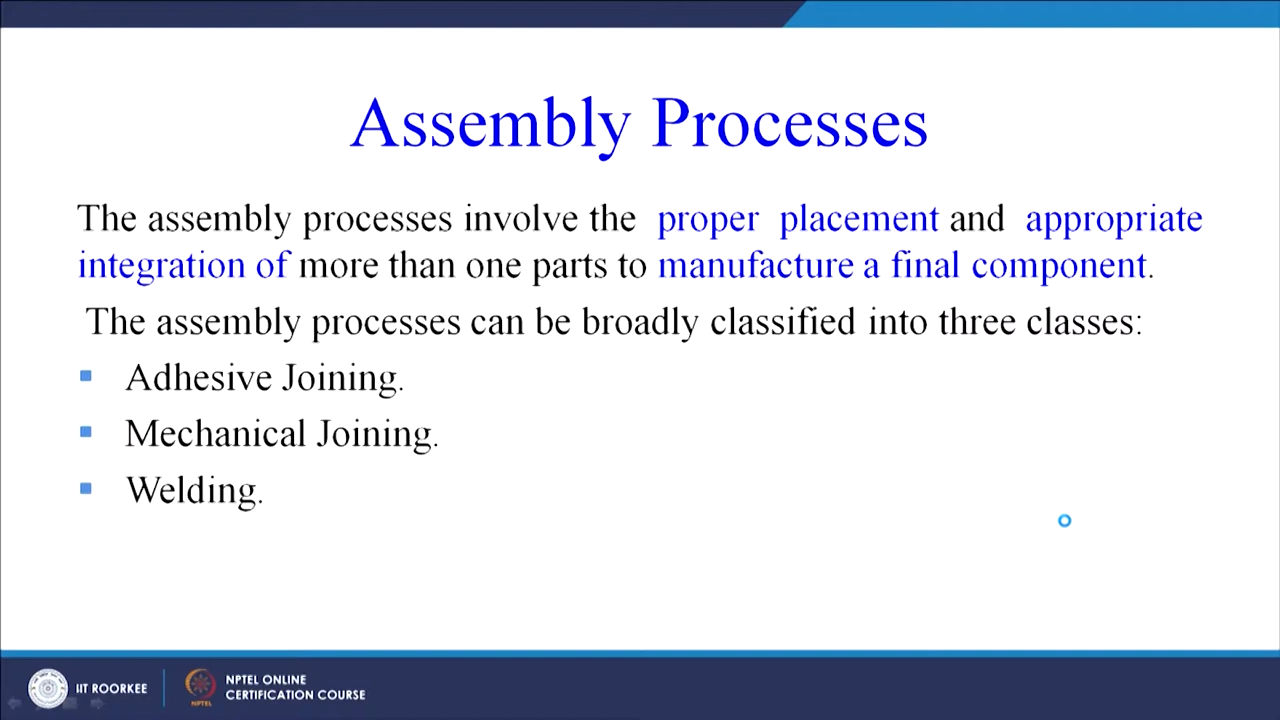 Assembly Processes
The assembly processes involve the proper placement and appropriate
integration of more than one parts to manufacture a final component.
The assembly processes can be broadly classified into three classes:
▪ Adhesive Joining.
▪ Mechanical Joining.
▪ Welding.
IIT ROORKEE
NPTEL
NPTEL ONLINE
CERTIFICATION COURSE